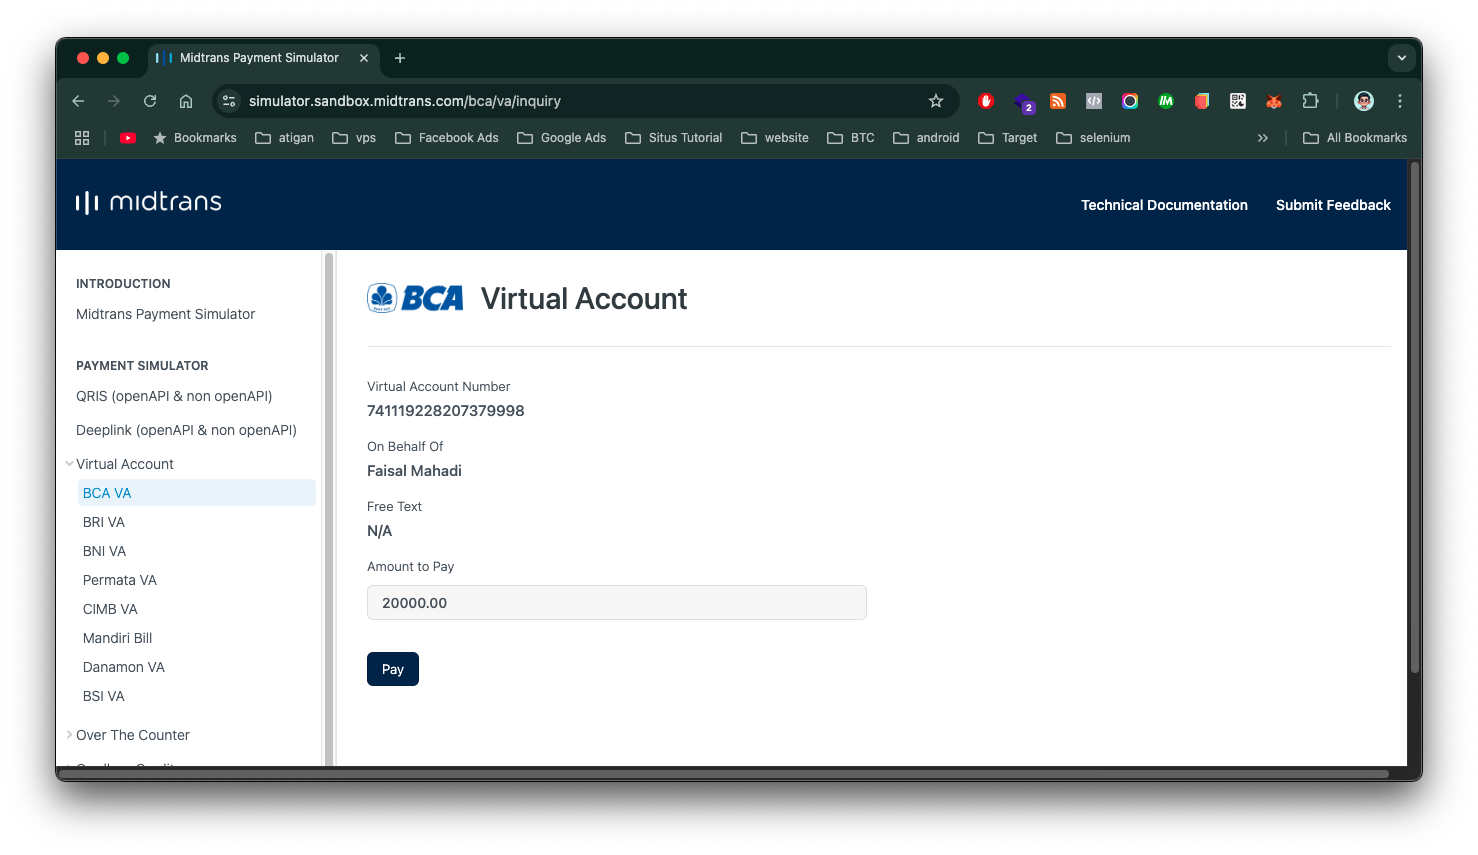 Midtrans Payment Simulator
simulator.sandbox.midtrans.com/bca/va/inquiry
2
Bookmarks atigan vps Facebook Ads Google Ads Situs Tutorial website BTC android Target selenium All Bookmarks
midtrans
Technical Documentation Submit Feedback
INTRODUCTION
Midtrans Payment Simulator
PAYMENT SIMULATOR
QRIS (openAPI & non openAPI)
Deeplink (openAPI & non openAPI)
Virtual Account
BCA VA
BRI VA
BNI VA
Permata VA
CIMB VA
Mandiri Bill
Danamon VA
BSI VA
Over The Counter
BCA Virtual Account
Virtual Account Number
741119228207379998
On Behalf Of
Faisal Mahadi
Free Text
N/A
Amount to Pay
20000.00
Pay